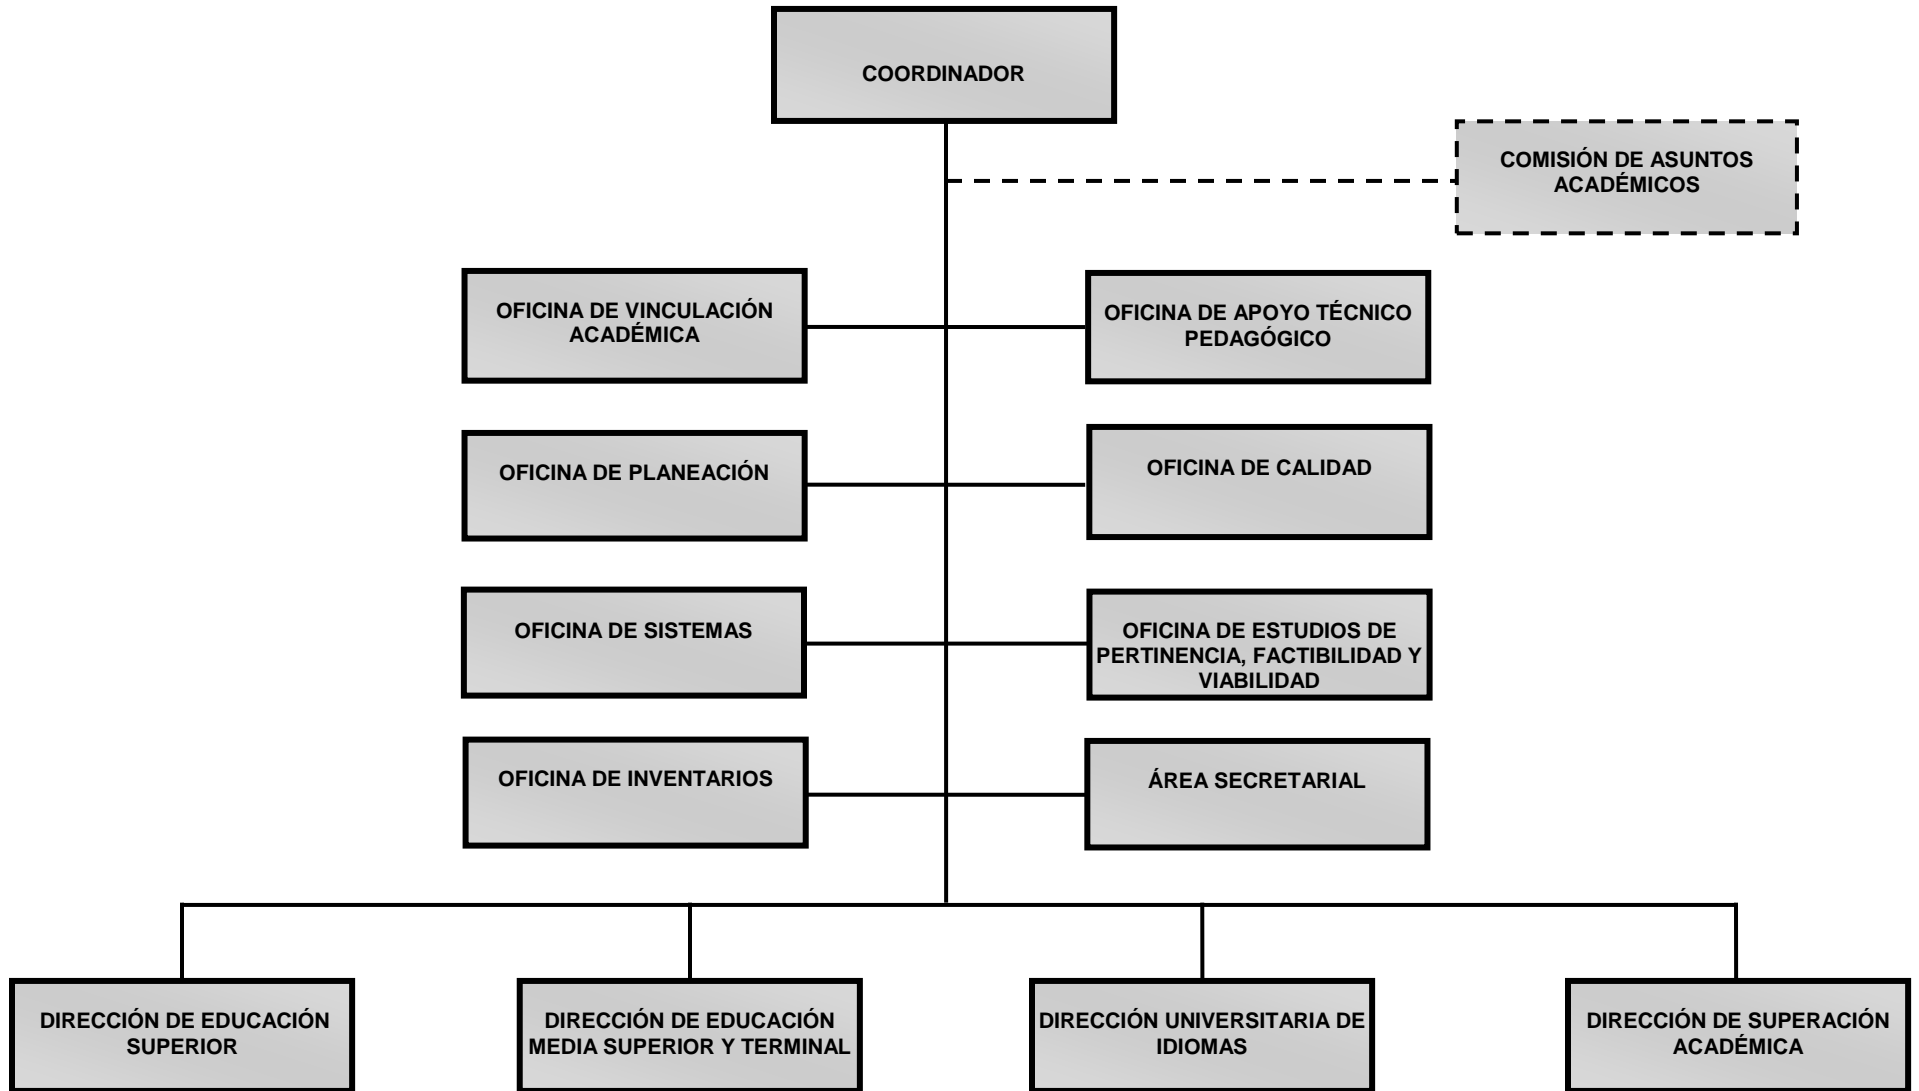 COORDINADOR
COMISIÓN DE ASUNTOS
ACADÉMICOS
OFICINA DE VINCULACIÓN
ACADÉMICA
OFICINA DE APOYO TÉCNICO
PEDAGÓGICO
OFICINA DE PLANEACIÓN
OFICINA DE CALIDAD
OFICINA DE SISTEMAS
OFICINA DE ESTUDIOS DE
PERTINENCIA, FACTIBILIDAD Y
VIABILIDAD
OFICINA DE INVENTARIOS
ÁREA SECRETARIAL
DIRECCIÓN DE EDUCACIÓN
SUPERIOR
DIRECCIÓN DE EDUCACIÓN
MEDIA SUPERIOR Y TERMINAL
DIRECCIÓN UNIVERSITARIA DE
IDIOMAS
DIRECCIÓN DE SUPERACIÓN
ACADÉMICA